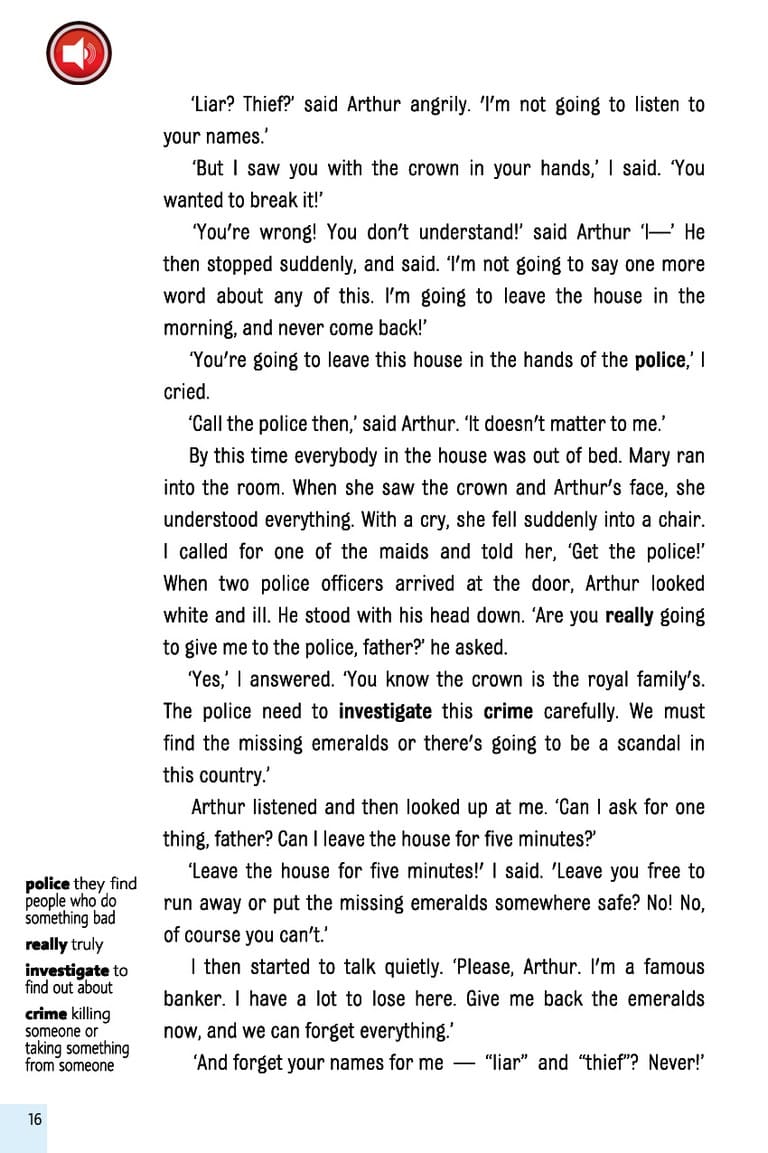 ‘Liar? Thief?’ said Arthur angrily. ‘I’m not going to listen to
your names.’
‘But I saw you with the crown in your hands,’ I said. ‘You
wanted to break it!’
‘You’re wrong! You don’t understand!’ said Arthur ‘I—’ He
then stopped suddenly, and said. ‘I’m not going to say one more
word about any of this. I’m going to leave the house in the
morning, and never come back!’
‘You’re going to leave this house in the hands of the police,’ I
cried.
‘Call the police then,’ said Arthur. ‘It doesn’t matter to me.’
By this time everybody in the house was out of bed. Mary ran
into the room. When she saw the crown and Arthur’s face, she
understood everything. With a cry, she fell suddenly into a chair.
I called for one of the maids and told her, ‘Get the police!’
When two police officers arrived at the door, Arthur looked
white and ill. He stood with his head down. ‘Are you really going
to give me to the police, father?’ he asked.
‘Yes,’ I answered. ‘You know the crown is the royal family’s.
The police need to investigate this crime carefully. We must
find the missing emeralds or there’s going to be a scandal in
this country.’
Arthur listened and then looked up at me. ‘Can I ask for one
thing, father? Can I leave the house for five minutes?’
‘Leave the house for five minutes!’ I said. ‘Leave you free to
run away or put the missing emeralds somewhere safe? No! No,
of course you can’t.’
I then started to talk quietly. ‘Please, Arthur. I’m a famous
banker. I have a lot to lose here. Give me back the emeralds
now, and we can forget everything.’
‘And forget your names for me — “liar” and “thief”? Never!’
police they find
people who do
something bad
really truly
investigate to
find out about
crime killing
someone or
taking something
from someone
16